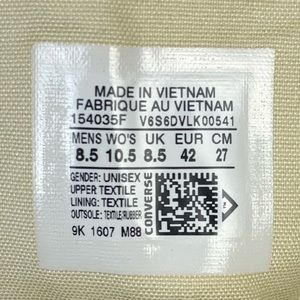 MADE IN VIETNAM
FABRIQUE AU VIETNAM
154035F V6S6DVLK00541
MENS WO'S UK EUR CM
8.5 10.5 8.5 42 27
GENDER: UNISEX
UPPER:TEXTILE
LINING: TEXTILE
OUTSOLE: TEXTILE/RUBBER
CONVERSE
9K 1607 M88